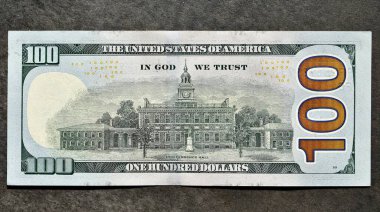 THE UNITED STATES OF AMERICA
100
IN GOD WE TRUST
100
100
ONE HUNDRED DOLLARS